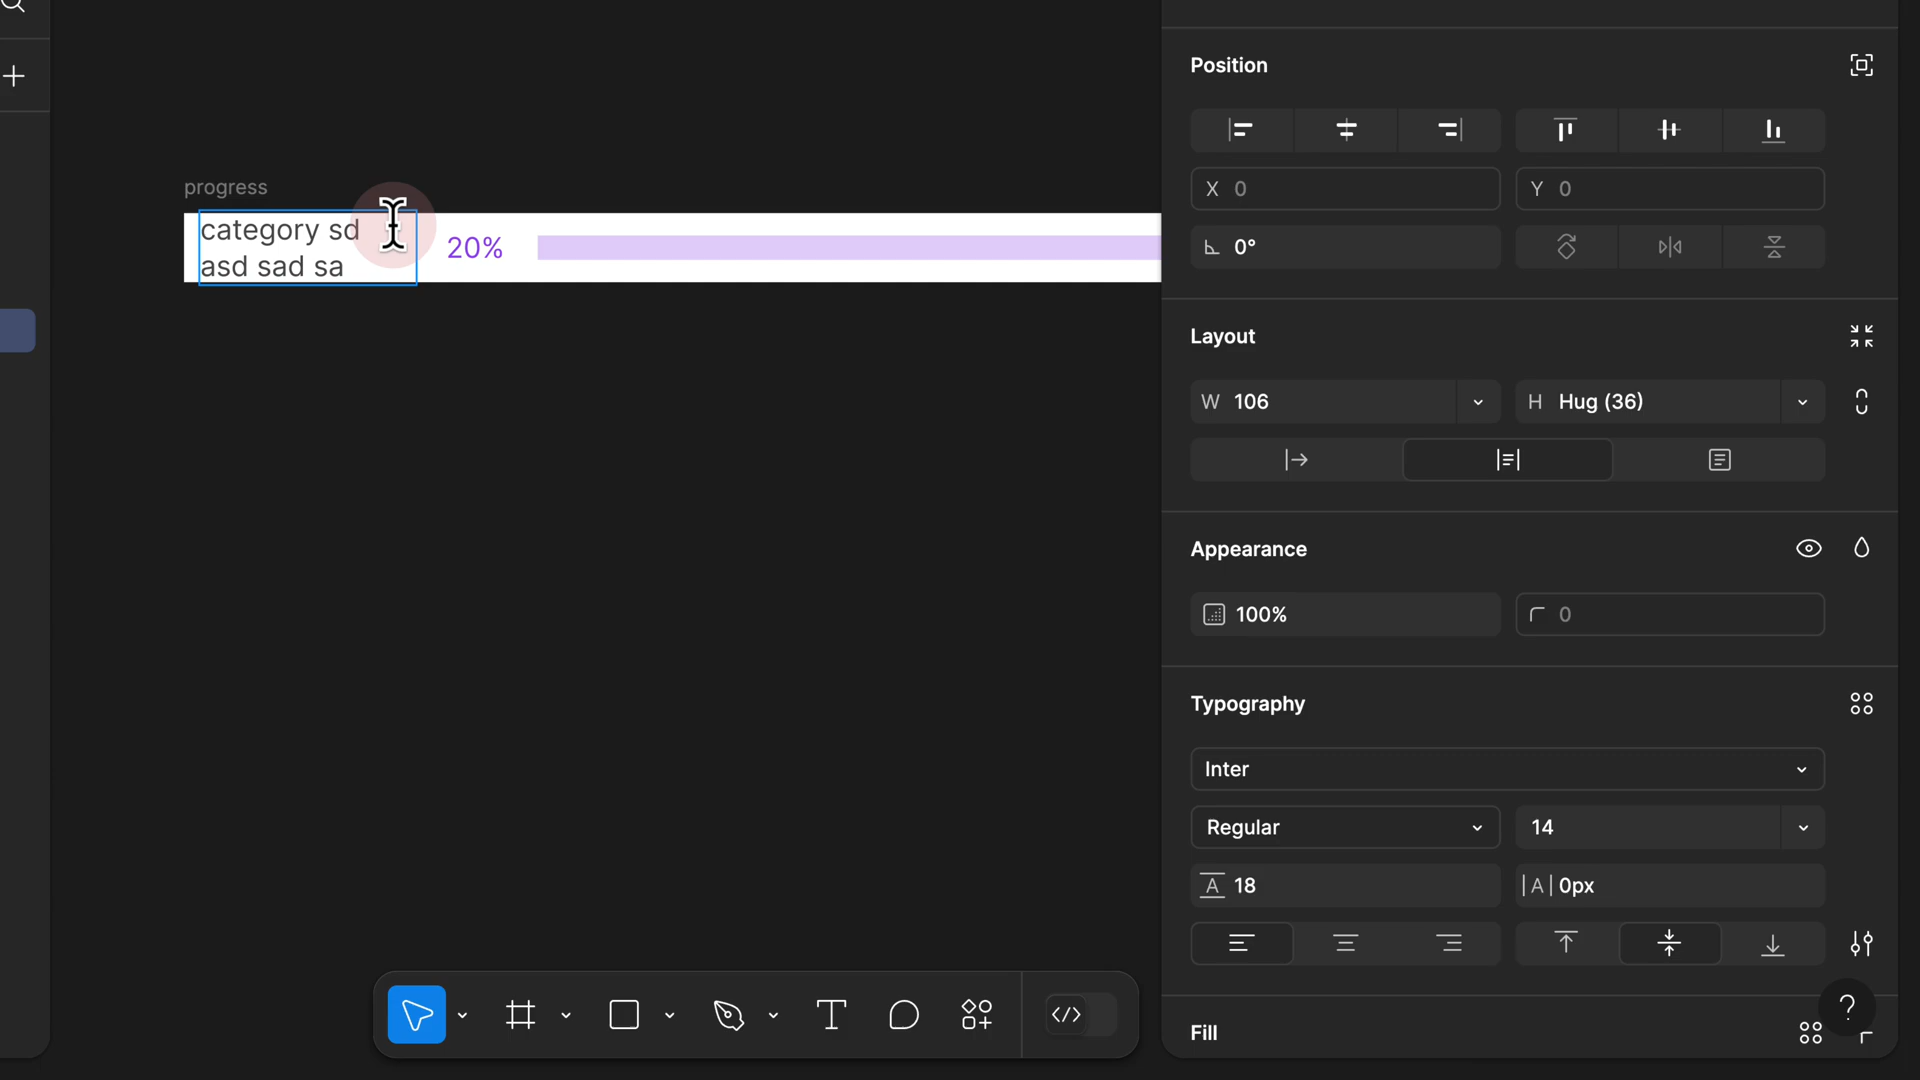 progress
category sd
asd sad sa
20%
Position
X 0
Y 0
0°
Layout
W 106
H Hug (36)
Appearance
100%
0
Typography
Inter
Regular
14
A 18
|A| 0px
Fill
?